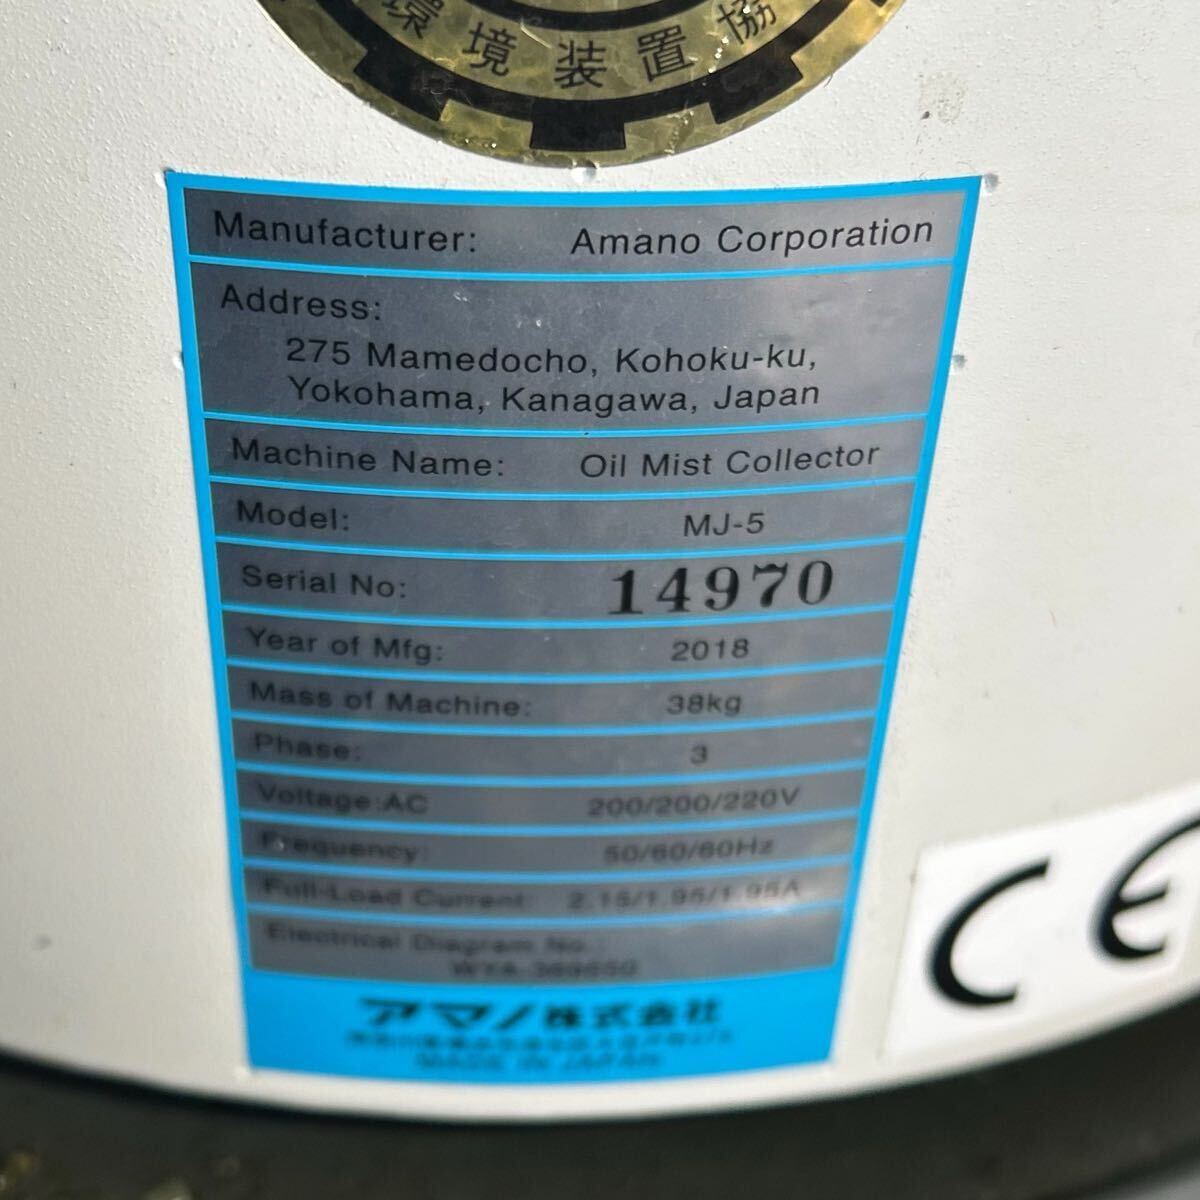 環境装置協
Manufacturer: Amano Corporation
Address:
275 Mamedocho, Kohoku-ku,
Yokohama, Kanagawa, Japan
Machine Name: Oil Mist Collector
Model: MJ-5
Serial No: 14970
Year of Mfg: 2018
Mass of Machine: 38kg
Phase: 3
Voltage:AC 200/200/220V
Frequency: 50/60/60Hz
Full-Load Current: 2.15/1.95/1.95A
Electrical Diagram No.:
アマノ株式会社
MADE IN JAPAN
CE